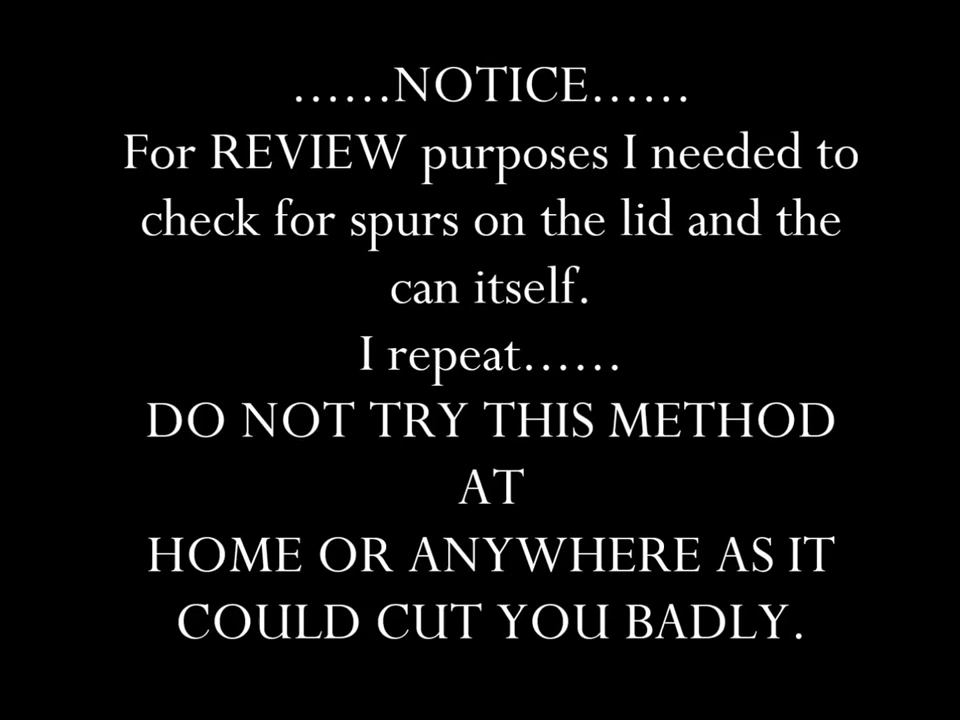 ......NOTICE......
For REVIEW purposes I needed to
check for spurs on the lid and the
can itself.
I repeat......
DO NOT TRY THIS METHOD
AT
HOME OR ANYWHERE AS IT
COULD CUT YOU BADLY.